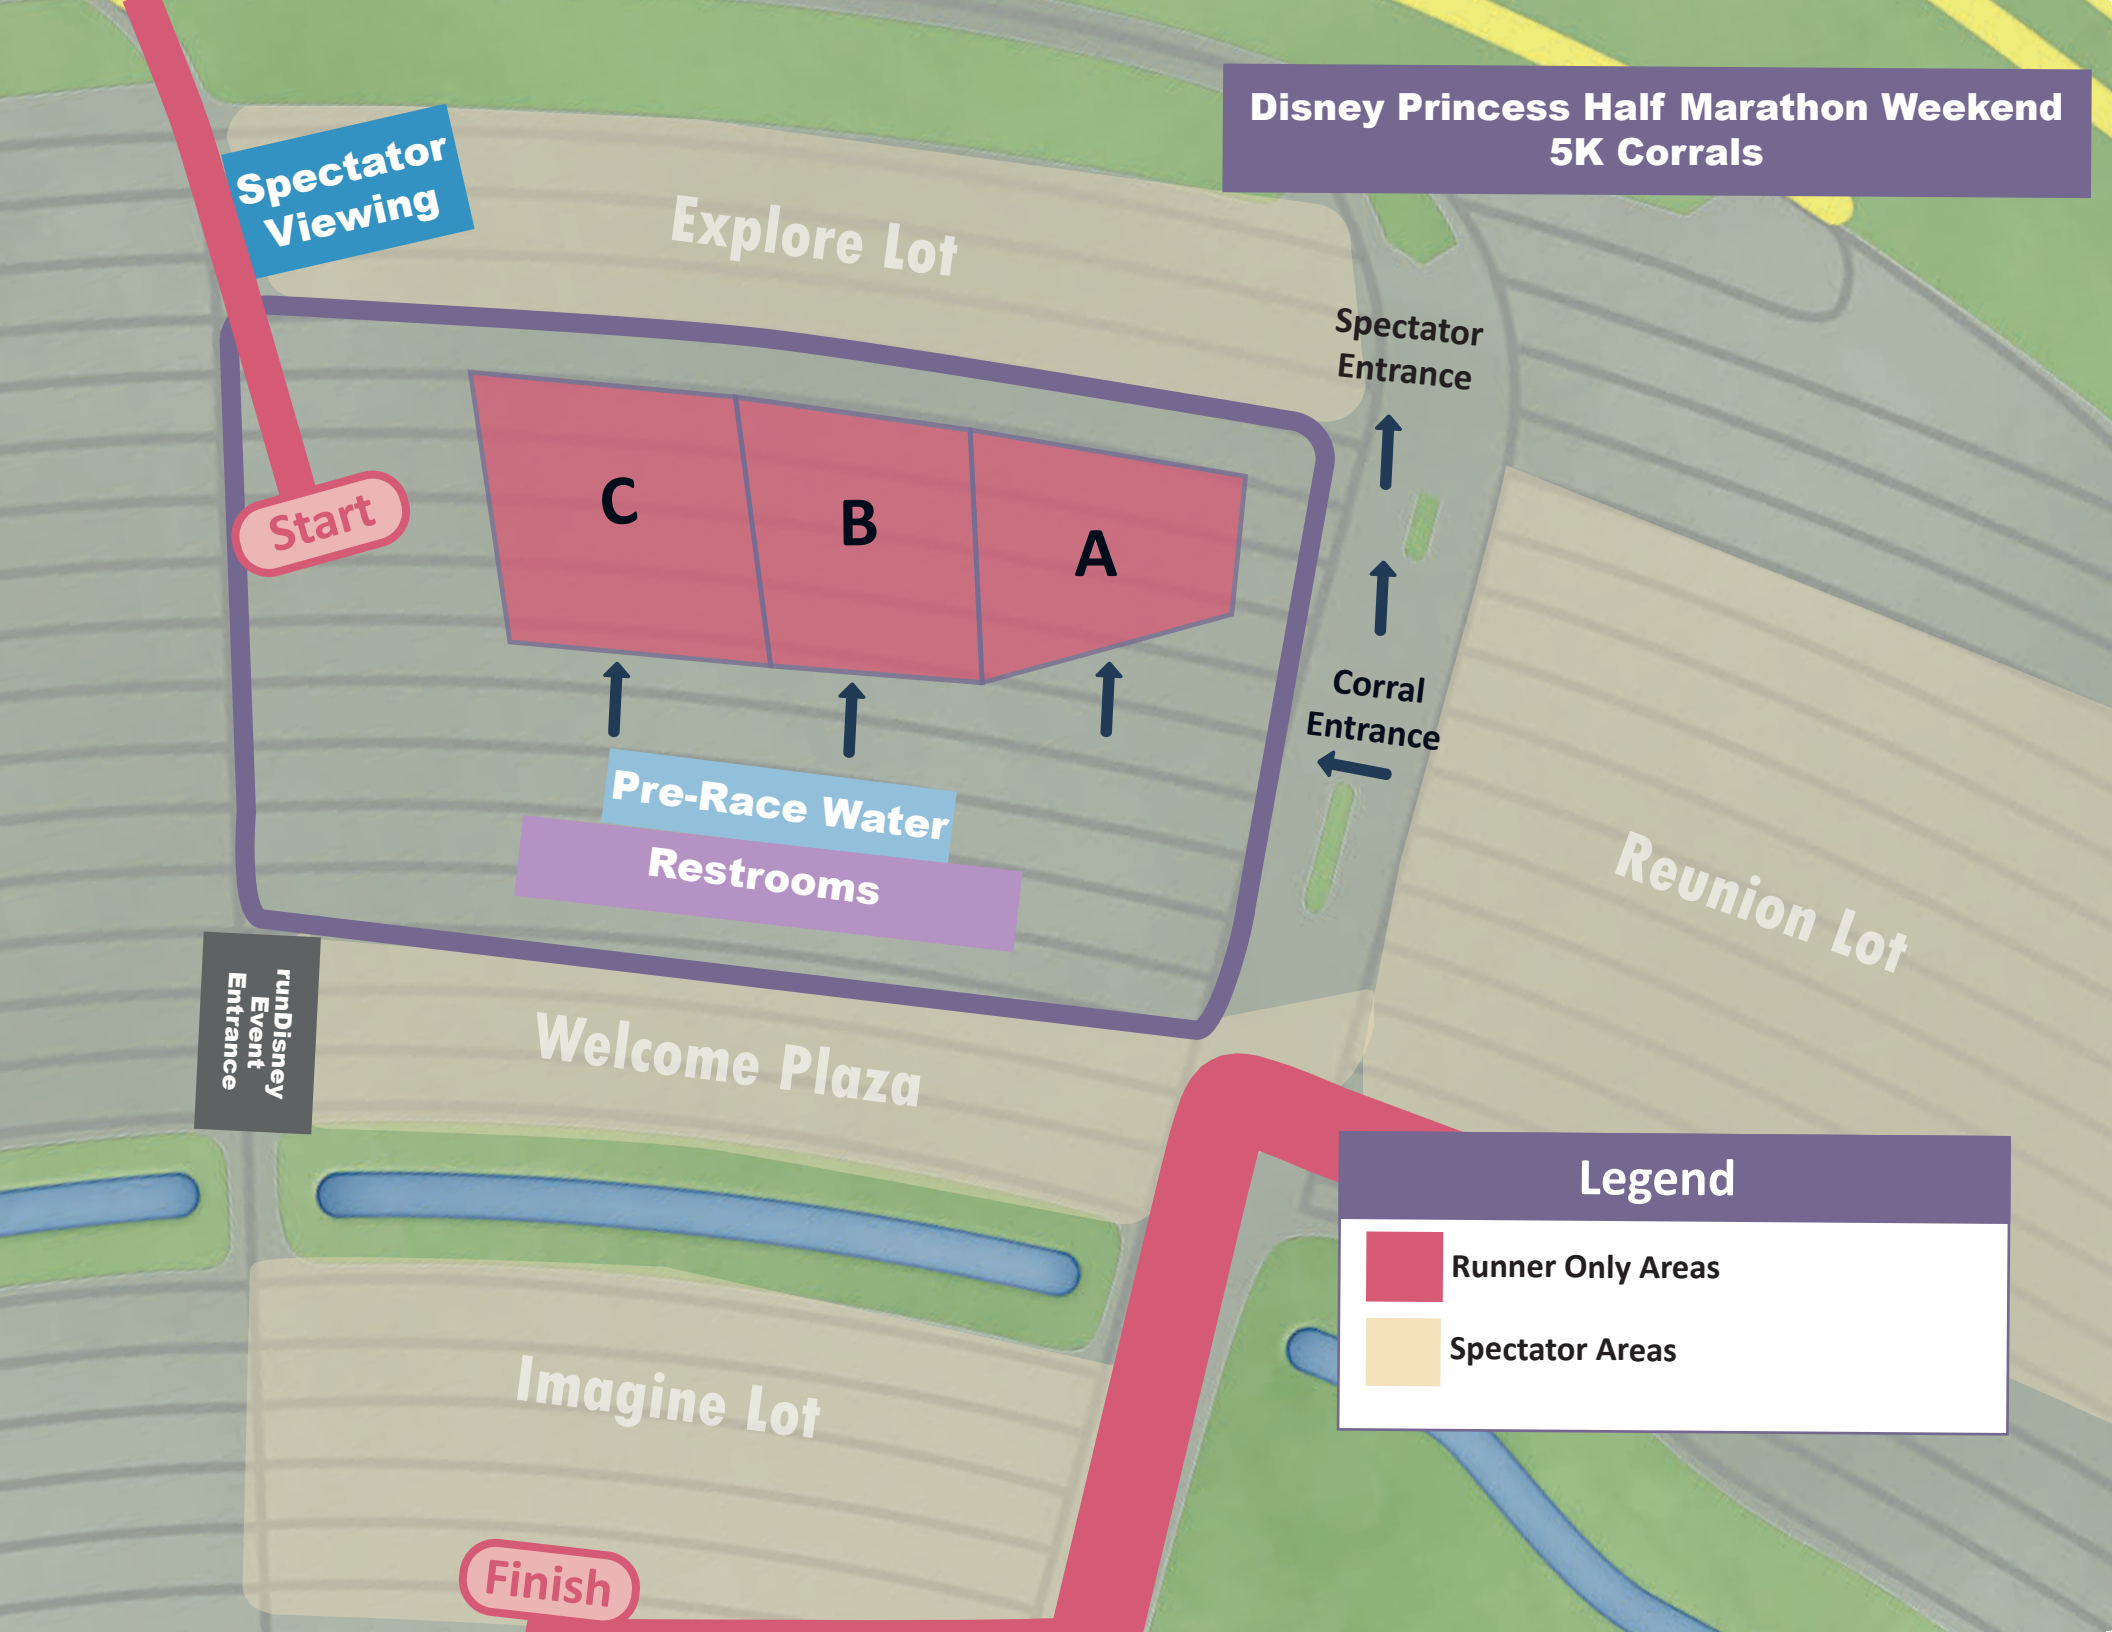 Disney Princess Half Marathon Weekend
5K Corrals
Spectator
Viewing
Explore Lot
Spectator
Entrance
Start
C
B
A
Corral
Entrance
Pre-Race Water
Restrooms
Reunion Lot
runDisney
Event
Entrance
Welcome Plaza
Legend
Runner Only Areas
Spectator Areas
Imagine Lot
Finish